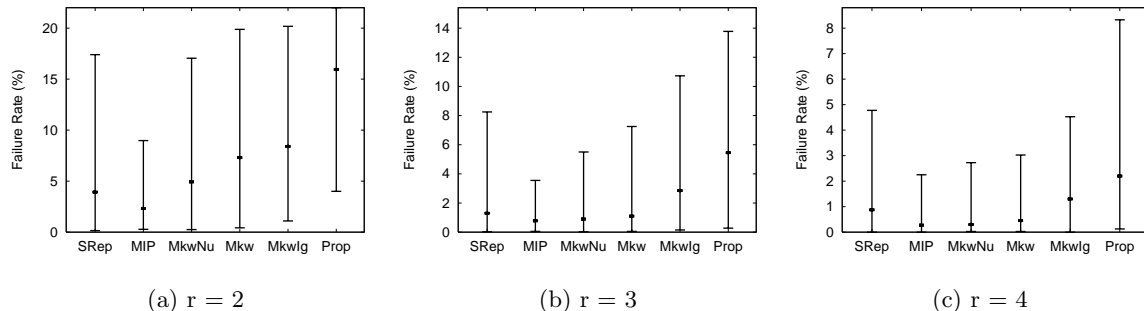 Failure Rate (%)
20
15
10
5
0
SRep MIP MkwNu Mkw MkwIg Prop
(a) r = 2
Failure Rate (%)
14
12
10
8
6
4
2
0
SRep MIP MkwNu Mkw MkwIg Prop
(b) r = 3
Failure Rate (%)
8
7
6
5
4
3
2
1
0
SRep MIP MkwNu Mkw MkwIg Prop
(c) r = 4